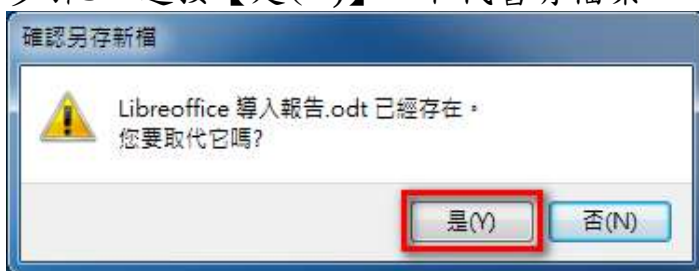 【是(Y)】
確認另存新檔
Libreoffice 導入報告.odt 已經存在。
您要取代它嗎?
是(Y)
否(N)